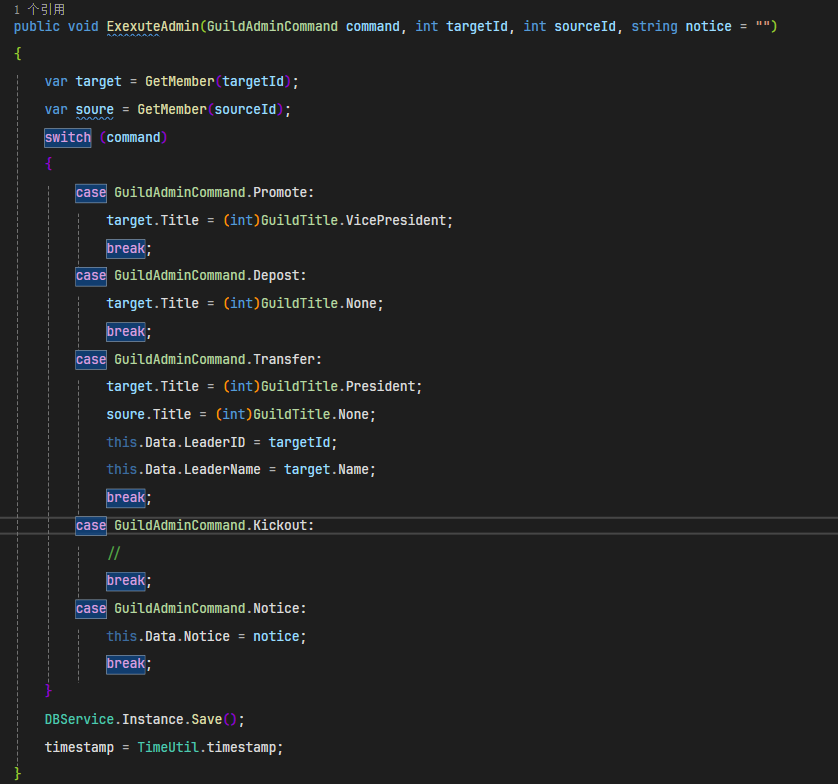 1 个引用
public void ExexuteAdmin(GuildAdminCommand command, int targetId, int sourceId, string notice = "")
{
var target = GetMember(targetId);
var soure = GetMember(sourceId);
switch (command)
{
case GuildAdminCommand.Promote:
target.Title = (int)GuildTitle.VicePresident;
break;
case GuildAdminCommand.Depost:
target.Title = (int)GuildTitle.None;
break;
case GuildAdminCommand.Transfer:
target.Title = (int)GuildTitle.President;
soure.Title = (int)GuildTitle.None;
this.Data.LeaderID = targetId;
this.Data.LeaderName = target.Name;
break;
case GuildAdminCommand.Kickout:
//
break;
case GuildAdminCommand.Notice:
this.Data.Notice = notice;
break;
}
DBService.Instance.Save();
timestamp = TimeUtil.timestamp;
}